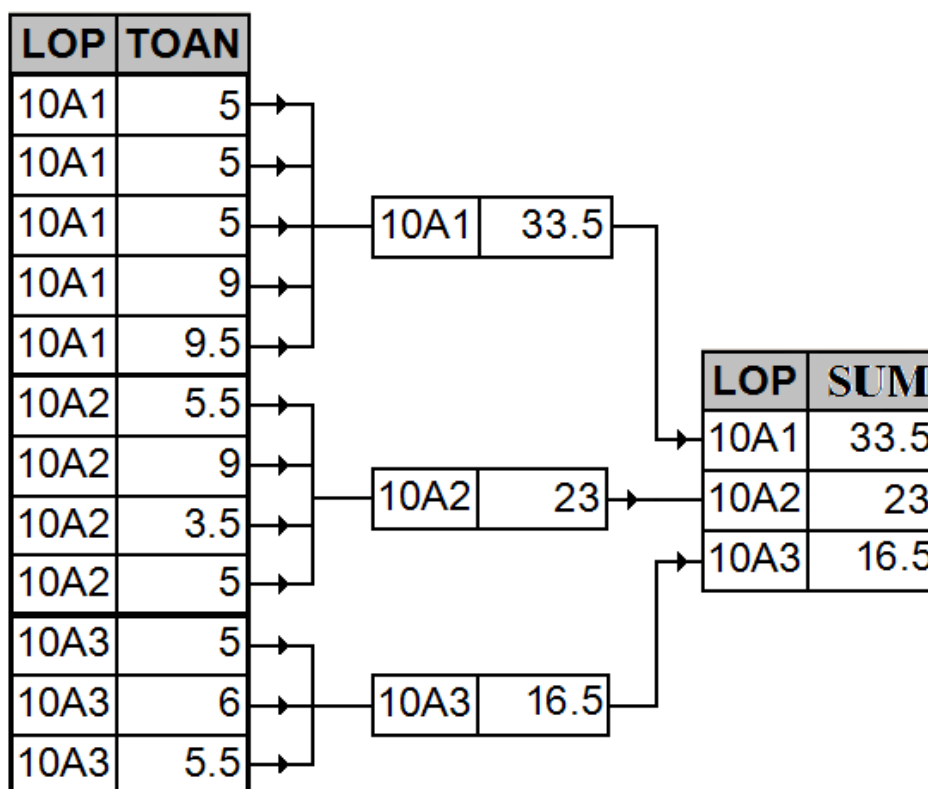 LOP TOAN
10A1 5
10A1 5
10A1 5
10A1 9
10A1 9.5
10A2 5.5
10A2 9
10A2 3.5
10A2 5
10A3 5
10A3 6
10A3 5.5
10A1 33.5
10A2 23
10A3 16.5
LOP SUM
10A1 33.5
10A2 23
10A3 16.5